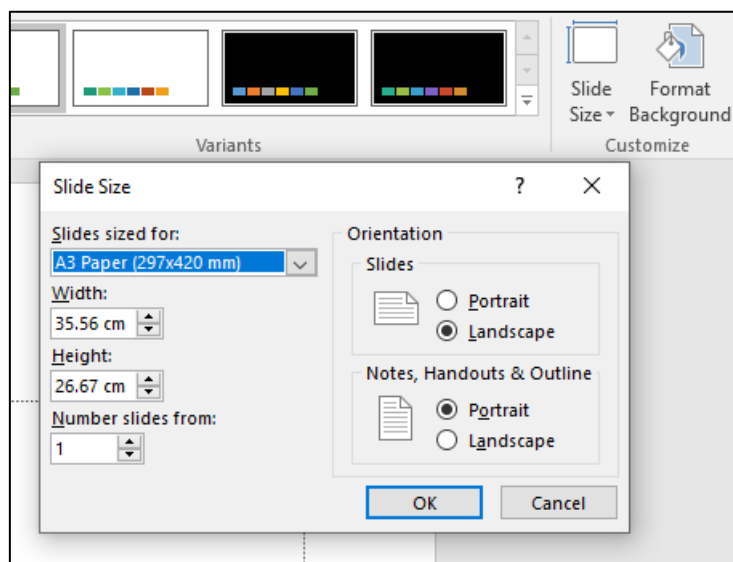 Slide
Size
Format
Background
Variants
Customize
Slide Size
?
Slides sized for:
A3 Paper (297x420 mm)
Width:
35.56 cm
Height:
26.67 cm
Number slides from:
1
Orientation
Slides
Portrait
Landscape
Notes, Handouts & Outline
Portrait
Landscape
OK
Cancel